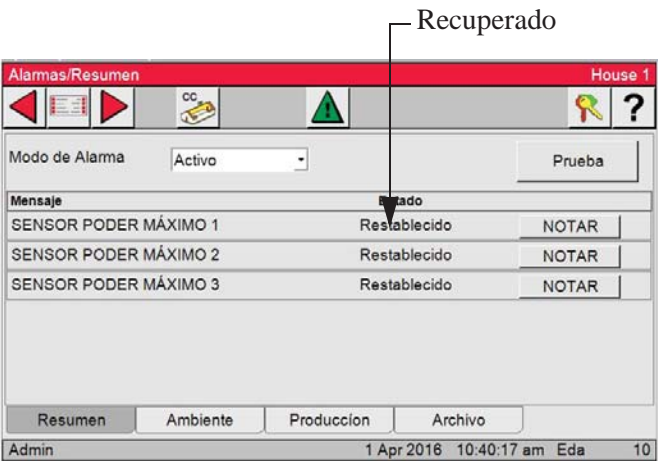 Recuperado
Alarmas/Resumen House 1
CC
?
Modo de Alarma Activo Prueba
Mensaje Estado
SENSOR PODER MÁXIMO 1 Restablecido NOTAR
SENSOR PODER MÁXIMO 2 Restablecido NOTAR
SENSOR PODER MÁXIMO 3 Restablecido NOTAR
Resumen Ambiente Produccíon Archivo
Admin 1 Apr 2016 10:40:17 am Eda 10